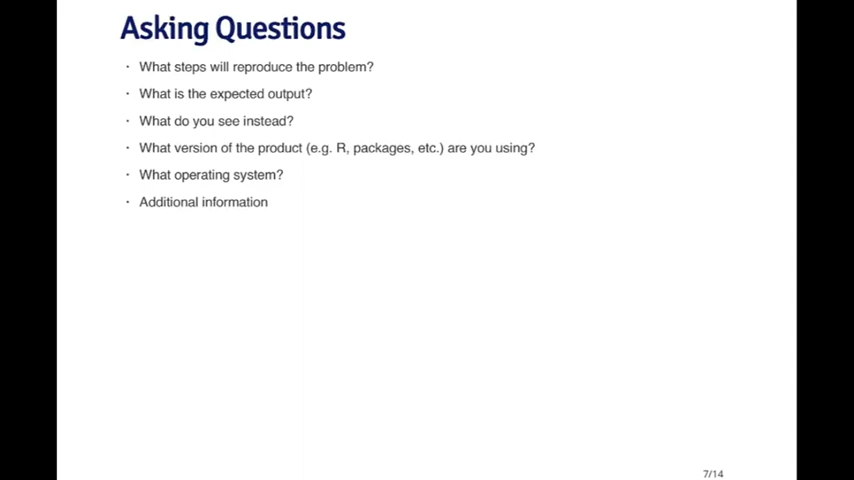 Asking Questions
· What steps will reproduce the problem?
· What is the expected output?
· What do you see instead?
· What version of the product (e.g. R, packages, etc.) are you using?
· What operating system?
· Additional information
7/14